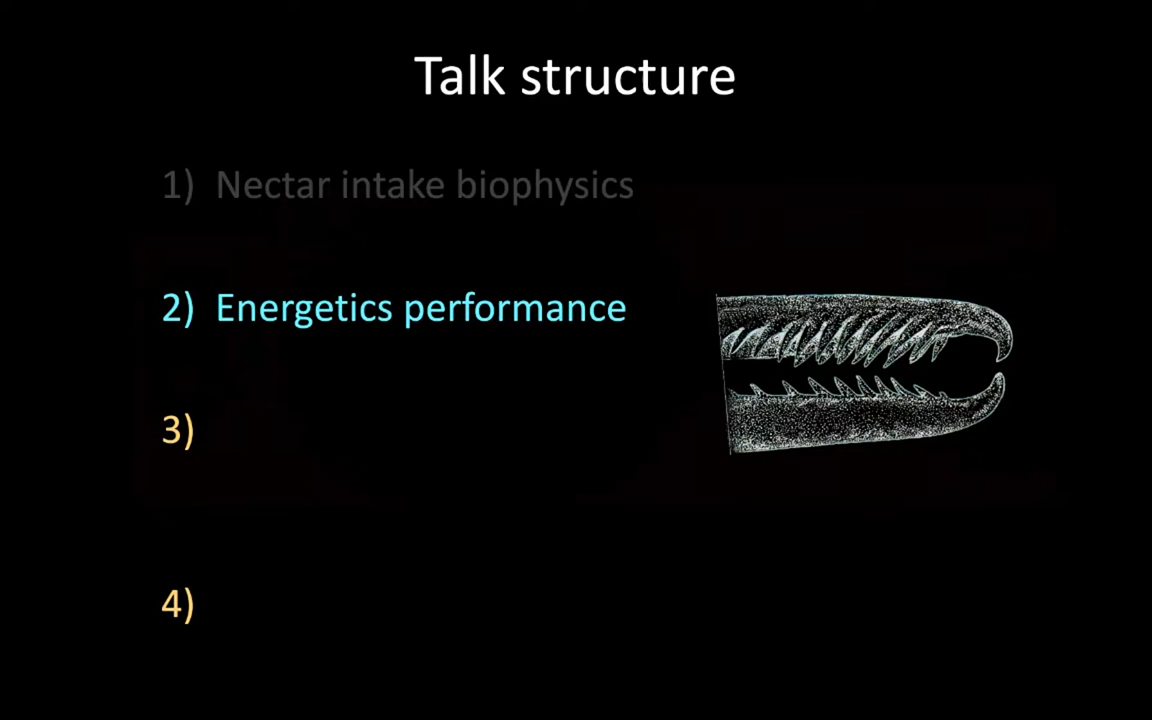 Talk structure
1) Nectar intake biophysics
2) Energetics performance
3)
4)